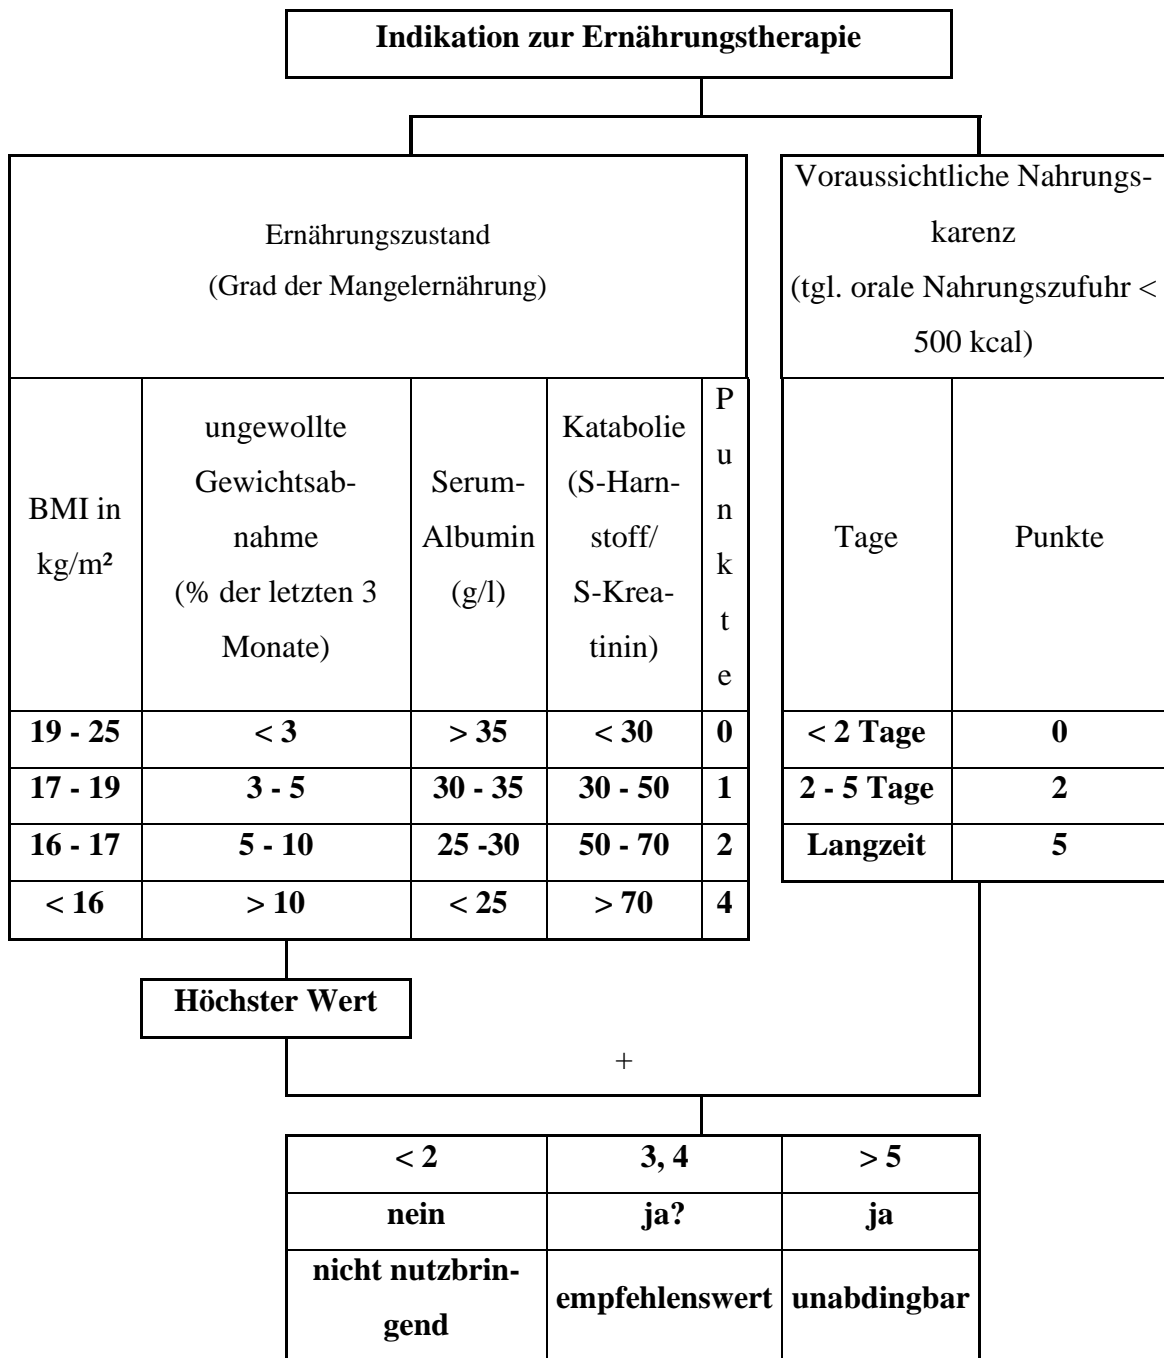 Indikation zur Ernährungstherapie
Ernährungszustand
(Grad der Mangelernährung)
Voraussichtliche Nahrungs-
karenz
(tgl. orale Nahrungszufuhr <
500 kcal)
BMI in
kg/m²
ungewollte
Gewichtsab-
nahme
(% der letzten 3
Monate)
Serum-
Albumin
(g/l)
Katabolie
(S-Harn-
stoff/
S-Krea-
tinin)
P
u
n
k
t
e
Tage
Punkte
19 - 25 < 3 > 35 < 30 0 < 2 Tage 0
17 - 19 3 - 5 30 - 35 30 - 50 1 2 - 5 Tage 2
16 - 17 5 - 10 25 -30 50 - 70 2 Langzeit 5
< 16 > 10 < 25 > 70 4
Höchster Wert
+
< 2 3, 4 > 5
nein ja? ja
nicht nutzbrin-
gend
empfehlenswert
unabdingbar